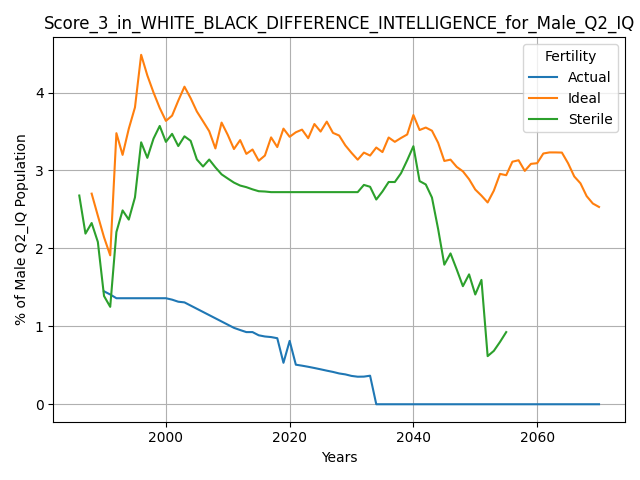 Score_3_in_WHITE_BLACK_DIFFERENCE_INTELLIGENCE_for_Male_Q2_IQ
Fertility
Actual
Ideal
Sterile
% of Male Q2_IQ Population
4
3
2
1
0
2000 2020 2040 2060
Years